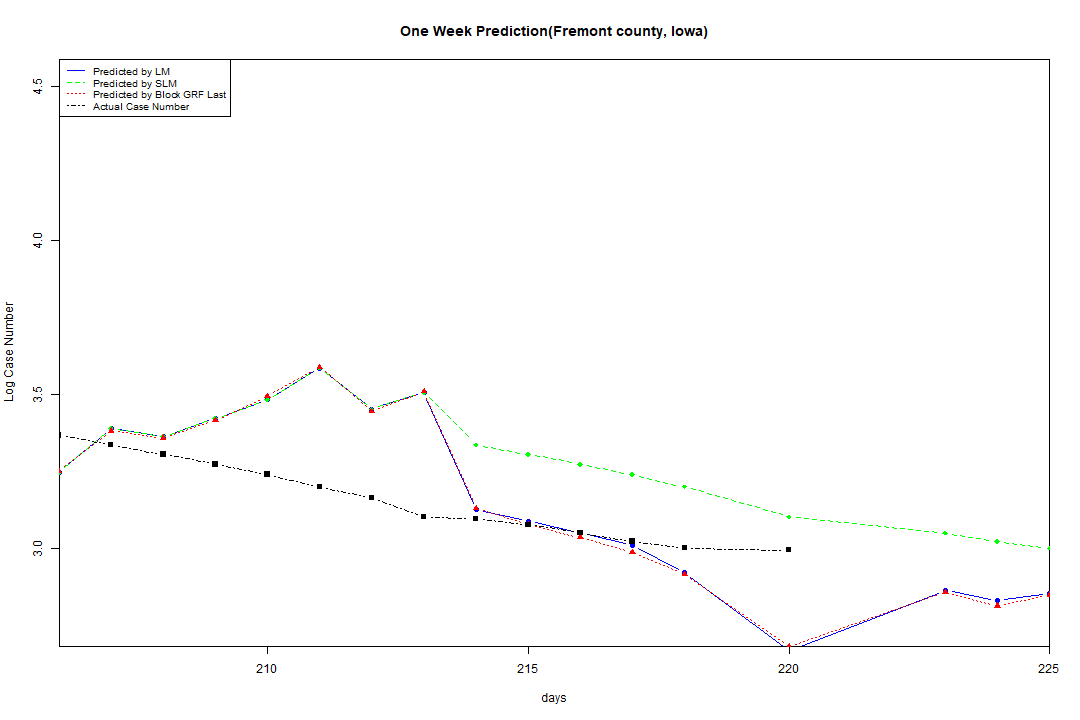 One Week Prediction(Fremont county, Iowa)
Predicted by LM
Predicted by SLM
Predicted by Block GRF Last
Actual Case Number
4.5
4.0
3.5
3.0
Log Case Number
210
215
220
225
days